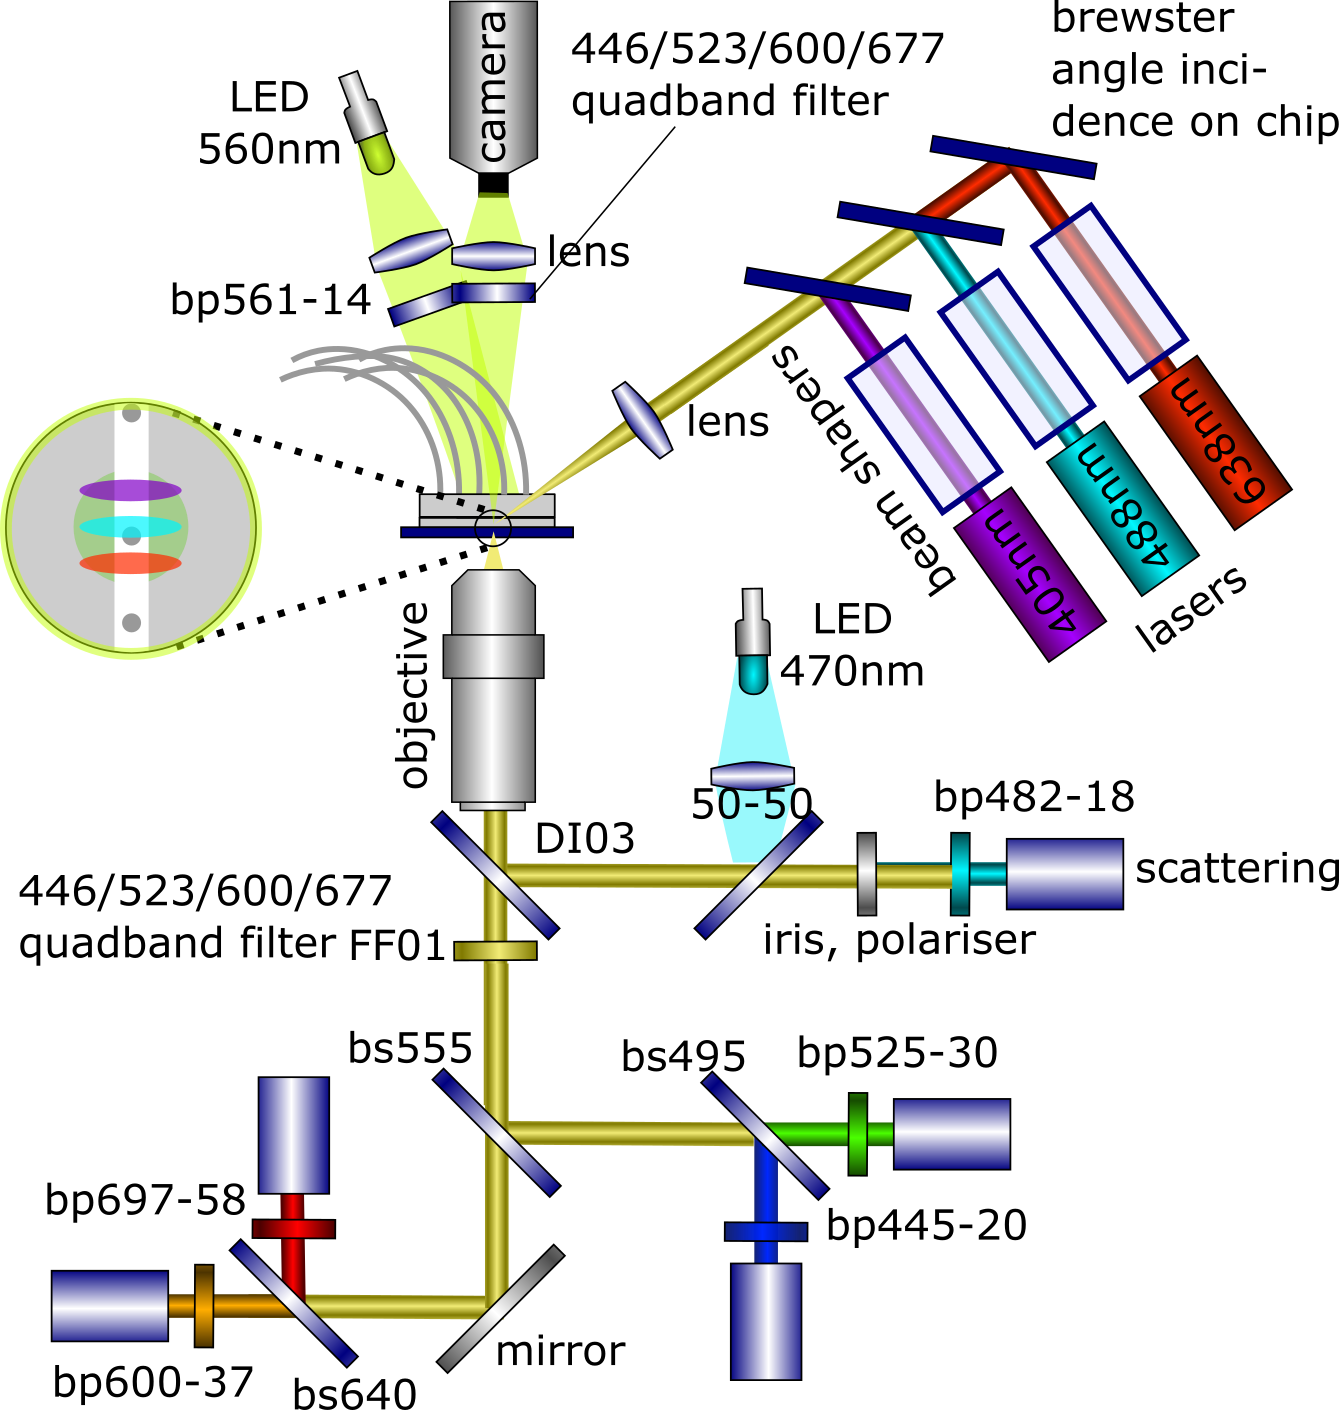 brewster
angle inci-
dence on chip
camera
446/523/600/677
quadband filter
LED
560nm
lens
bp561-14
lens
beam shapers
638nm
488nm
405nm
lasers
LED
470nm
objective
50-50
bp482-18
DI03
scattering
446/523/600/677
quadband filter FF01
iris, polariser
bs555
bs495
bp525-30
bp697-58
bp445-20
mirror
bp600-37
bs640